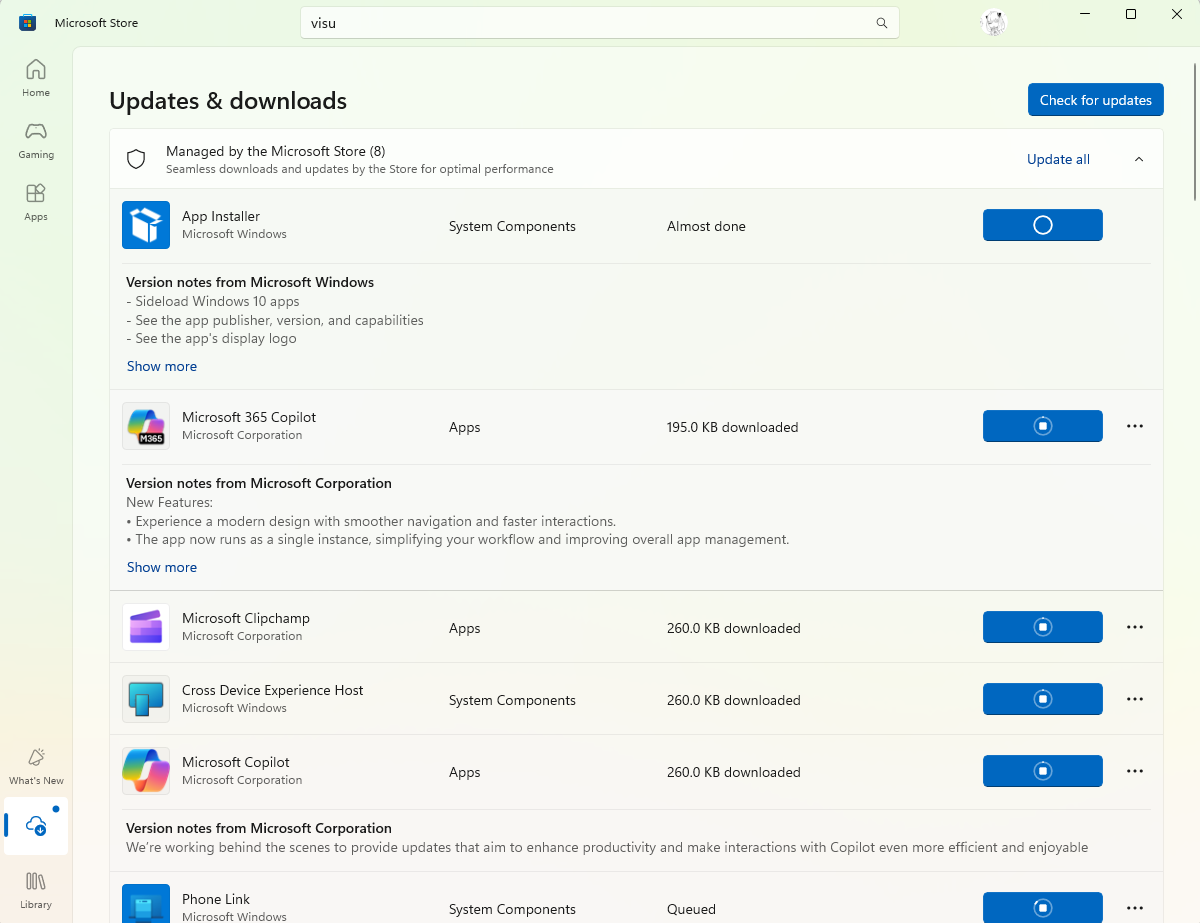 Microsoft Store
visu
Home
Gaming
Apps
What's New
Library
Updates & downloads
Check for updates
Managed by the Microsoft Store (8)
Seamless downloads and updates by the Store for optimal performance
Update all
App Installer
Microsoft Windows
System Components
Almost done
Version notes from Microsoft Windows
- Sideload Windows 10 apps
- See the app publisher, version, and capabilities
- See the app's display logo
Show more
M365
Microsoft 365 Copilot
Microsoft Corporation
Apps
195.0 KB downloaded
Version notes from Microsoft Corporation
New Features:
• Experience a modern design with smoother navigation and faster interactions.
• The app now runs as a single instance, simplifying your workflow and improving overall app management.
Show more
Microsoft Clipchamp
Microsoft Corporation
Apps
260.0 KB downloaded
Cross Device Experience Host
Microsoft Windows
System Components
260.0 KB downloaded
Microsoft Copilot
Microsoft Corporation
Apps
260.0 KB downloaded
Version notes from Microsoft Corporation
We're working behind the scenes to provide updates that aim to enhance productivity and make interactions with Copilot even more efficient and enjoyable
Phone Link
Microsoft Windows
System Components
Queued